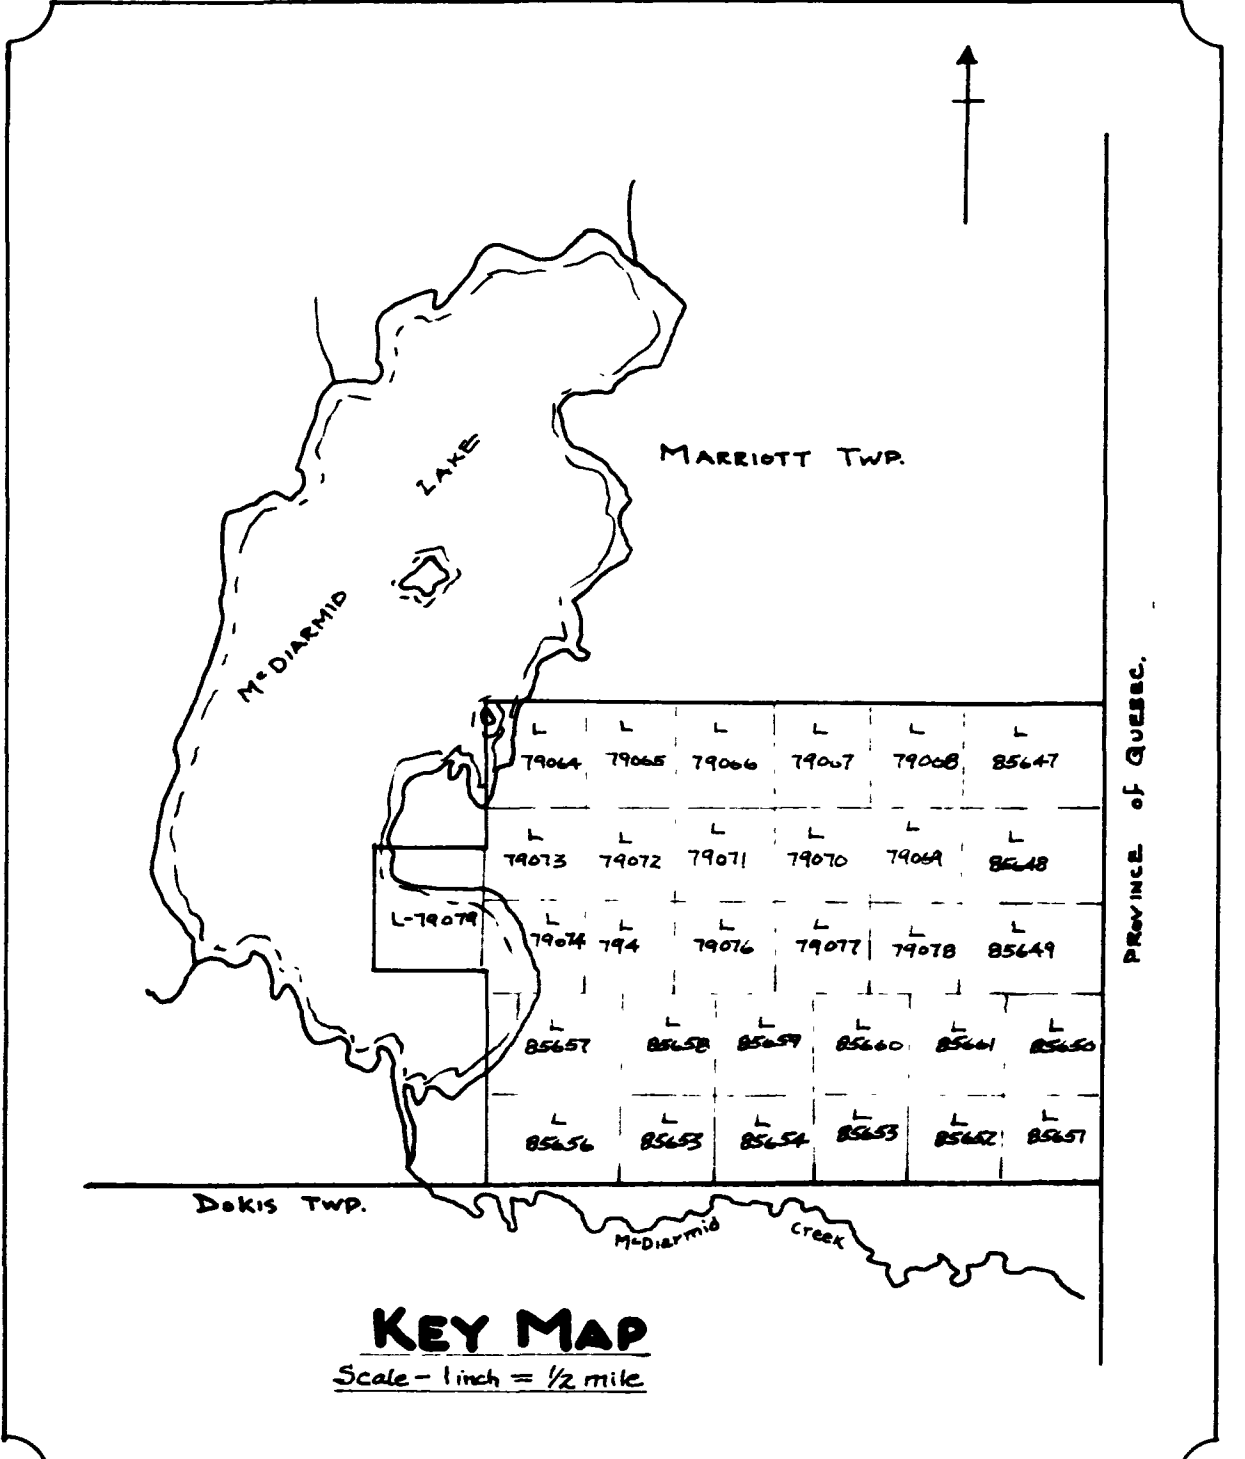 LAKE
MARRIOTT TWP.
McDIARMID
L L L L L L
79064 79065 79066 79067 79068 85647
L L L L L L
79073 79072 79071 79070 79069 85648
L-79079
L L L L L
79074 794 79076 79077 79078 85649
L L L L L L
85657 85658 85659 85660 85661 85650
L L L L L L
85656 85653 85654 85653 85652 85651
PROVINCE of QUEBEC.
DOKIS TWP.
McDiarmid Creek
KEY MAP
Scale - 1 inch = 1/2 mile